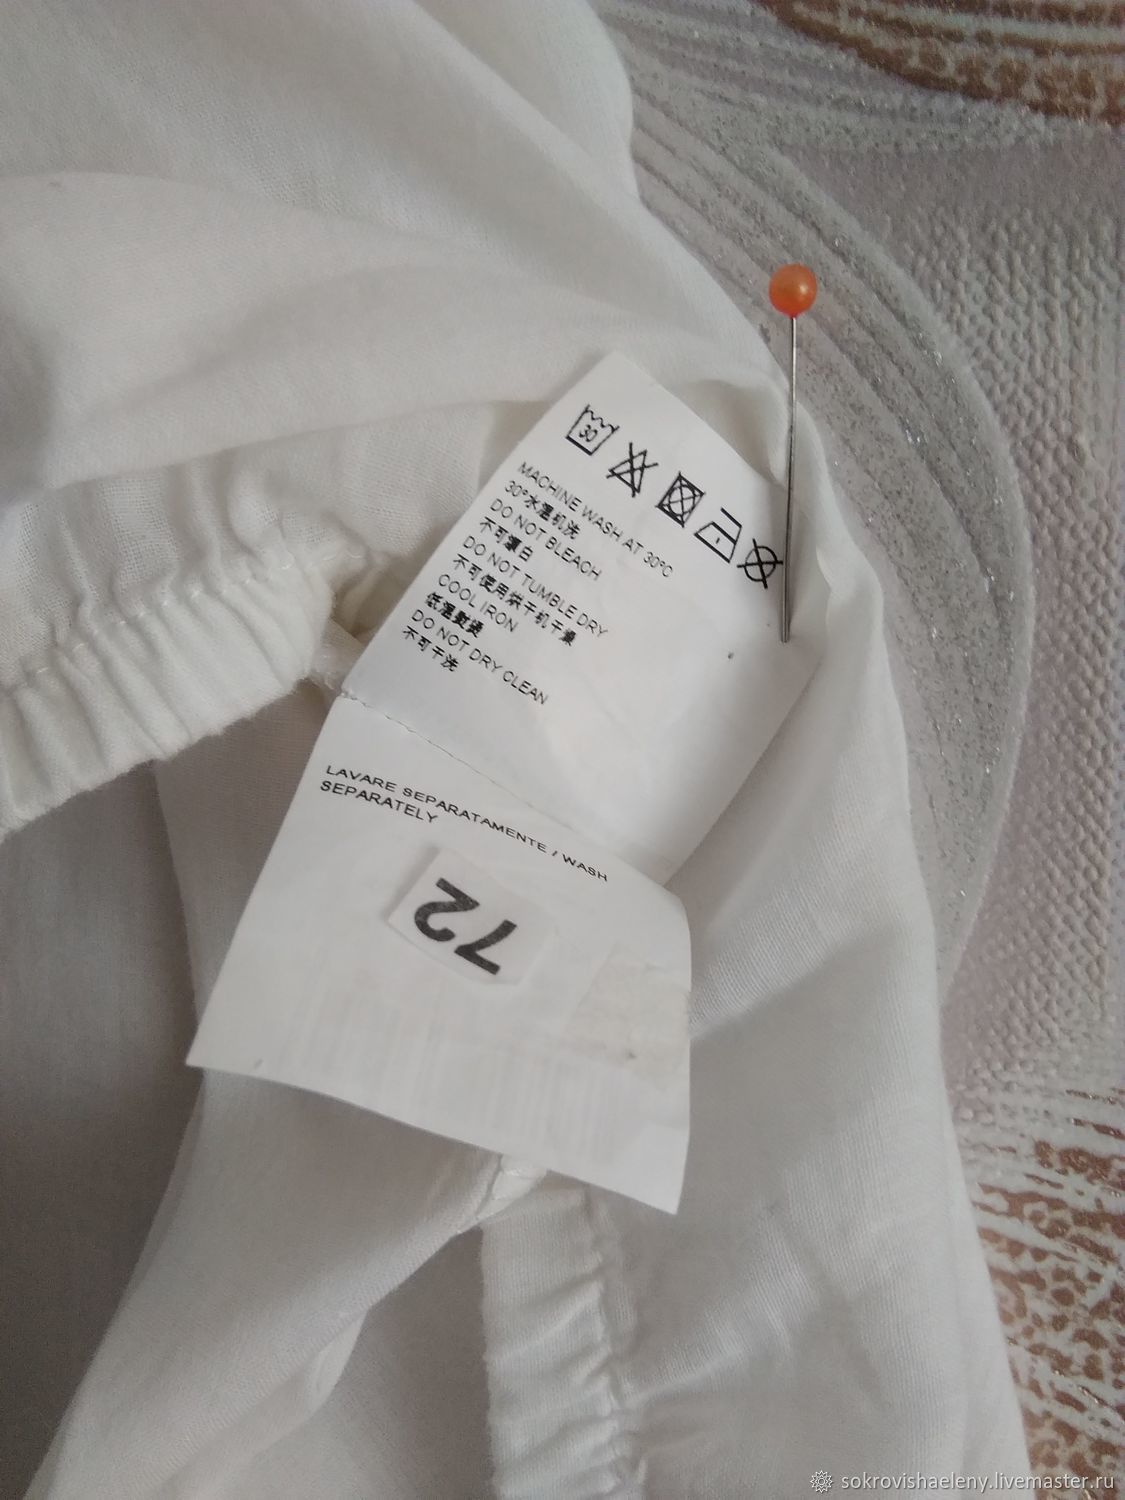 30
MACHINE WASH AT 30°C
30°水温机洗
DO NOT BLEACH
不可漂白
DO NOT TUMBLE DRY
不可使用烘干机干燥
COOL IRON
低温熨烫
DO NOT DRY CLEAN
不可干洗
LAVARE SEPARATAMENTE / WASH
SEPARATELY
72
sokrovishaeleny.livemaster.ru